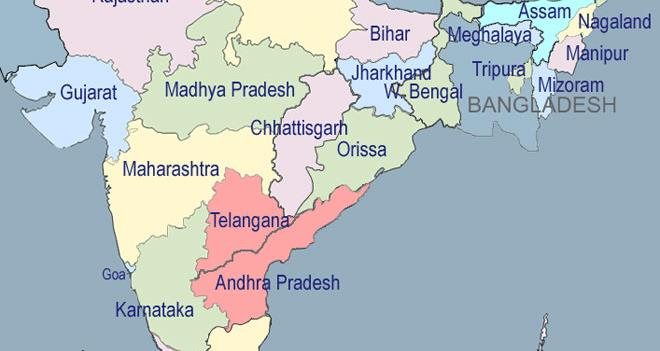 Rajasthan
Assam
Nagaland
Bihar
Meghalaya
Manipur
Jharkhand
Tripura
Gujarat
Madhya Pradesh
W. Bengal
Mizoram
BANGLADESH
Chhattisgarh
Orissa
Maharashtra
Telangana
Goa
Andhra Pradesh
Karnataka